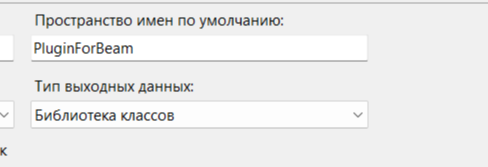 Пространство имен по умолчанию:
PluginForBeam
Тип выходных данных:
Библиотека классов
к